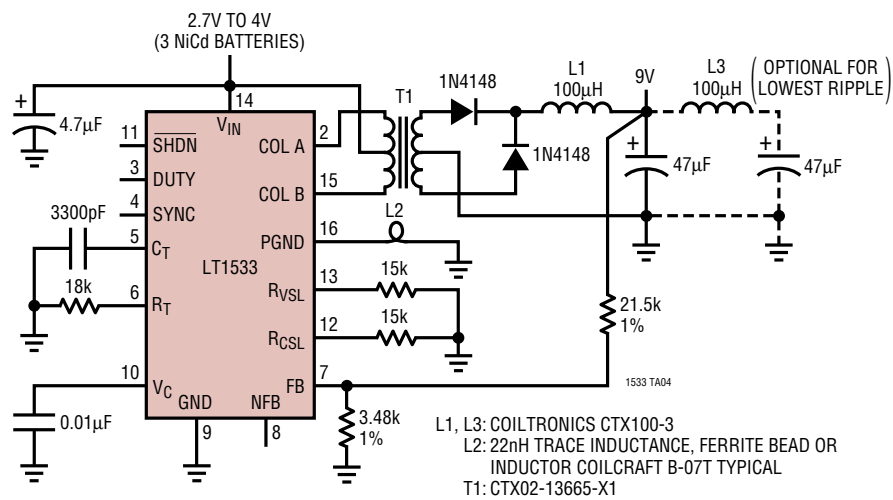 2.7V TO 4V
(3 NiCd BATTERIES)
+
4.7µF
14
VIN
11
SHDN
3
DUTY
4
SYNC
3300pF
5
CT
18k
6
RT
10
VC
0.01µF
GND
9
NFB
8
LT1533
COL A
2
COL B
15
PGND
16
RVSL
13
RCSL
12
FB
7
T1
1N4148
1N4148
L1
100µH
9V
L3
100µH
(OPTIONAL FOR
LOWEST RIPPLE)
+
47µF
+
47µF
L2
15k
15k
21.5k
1%
3.48k
1%
1533 TA04
L1, L3: COILTRONICS CTX100-3
L2: 22nH TRACE INDUCTANCE, FERRITE BEAD OR
INDUCTOR COILCRAFT B-07T TYPICAL
T1: CTX02-13665-X1